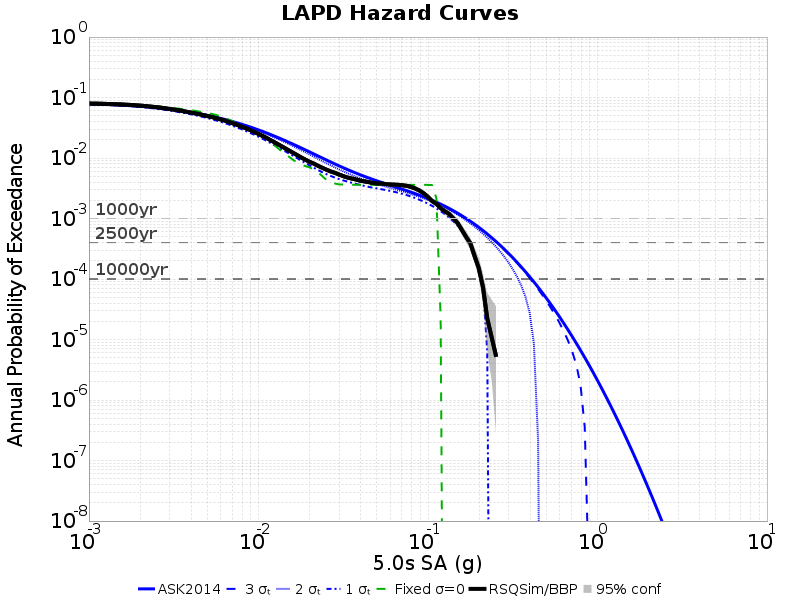 LAPD Hazard Curves
Annual Probability of Exceedance
10^0
10^-1
10^-2
10^-3
10^-4
10^-5
10^-6
10^-7
10^-8
1000yr
2500yr
10000yr
10^-3 10^-2 10^-1 10^0 10^1
5.0s SA (g)
ASK2014 3 σₜ 2 σₜ 1 σₜ Fixed σ=0 RSQSim/BBP 95% conf